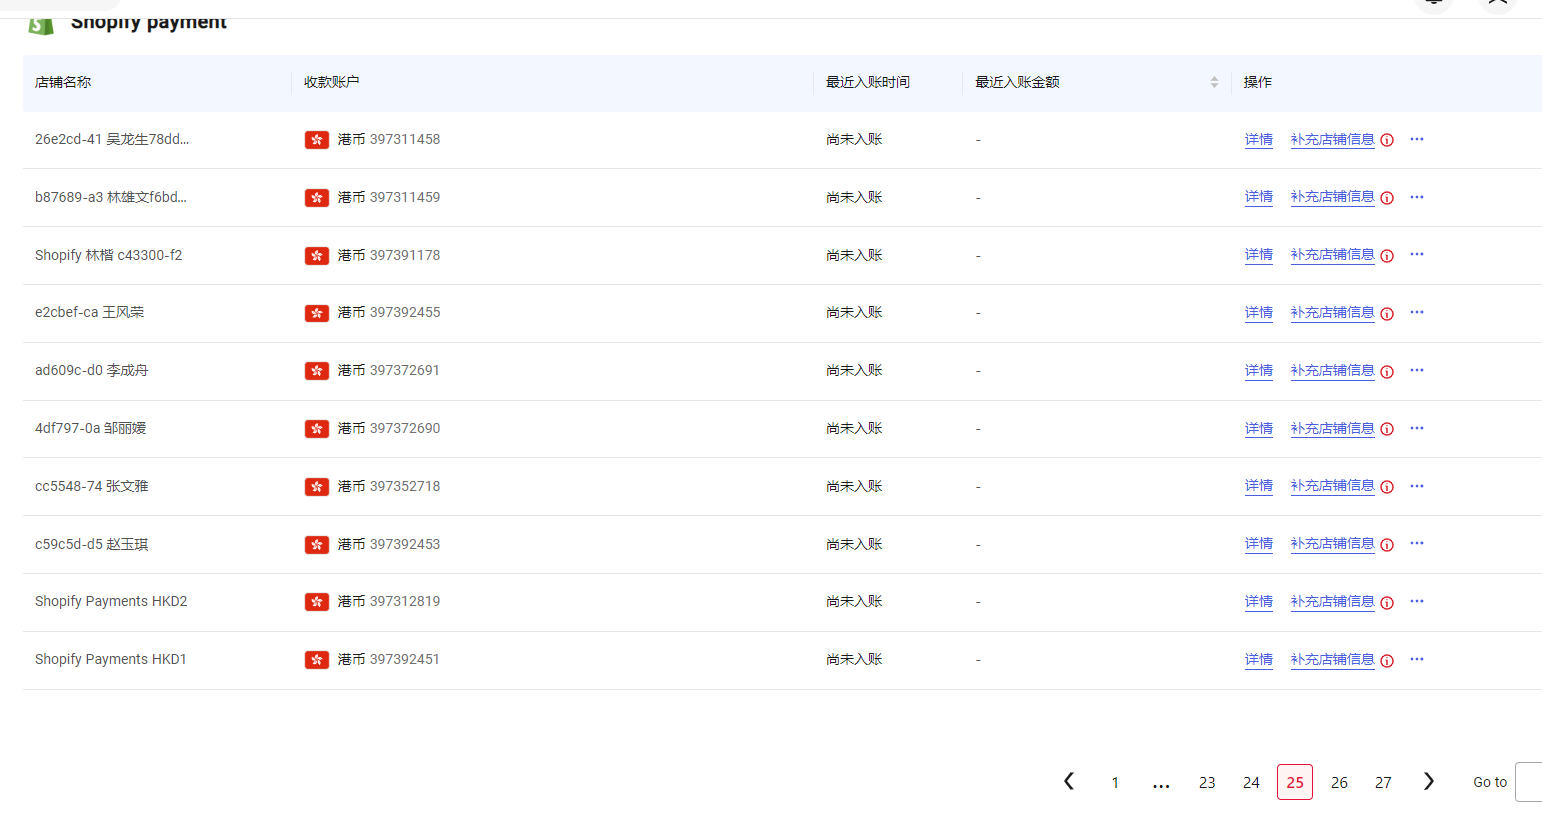 Shopify payment
店铺名称 收款账户 最近入账时间 最近入账金额 操作
26e2cd-41 吴龙生78dd... 港币 397311458 尚未入账 - 详情 补充店铺信息 ...
b87689-a3 林雄文f6bd... 港币 397311459 尚未入账 - 详情 补充店铺信息 ...
Shopify 林楷 c43300-f2 港币 397391178 尚未入账 - 详情 补充店铺信息 ...
e2cbef-ca 王风荣 港币 397392455 尚未入账 - 详情 补充店铺信息 ...
ad609c-d0 李成舟 港币 397372691 尚未入账 - 详情 补充店铺信息 ...
4df797-0a 邹丽媛 港币 397372690 尚未入账 - 详情 补充店铺信息 ...
cc5548-74 张文雅 港币 397352718 尚未入账 - 详情 补充店铺信息 ...
c59c5d-d5 赵玉琪 港币 397392453 尚未入账 - 详情 补充店铺信息 ...
Shopify Payments HKD2 港币 397312819 尚未入账 - 详情 补充店铺信息 ...
Shopify Payments HKD1 港币 397392451 尚未入账 - 详情 补充店铺信息 ...
1 ... 23 24 25 26 27 Go to